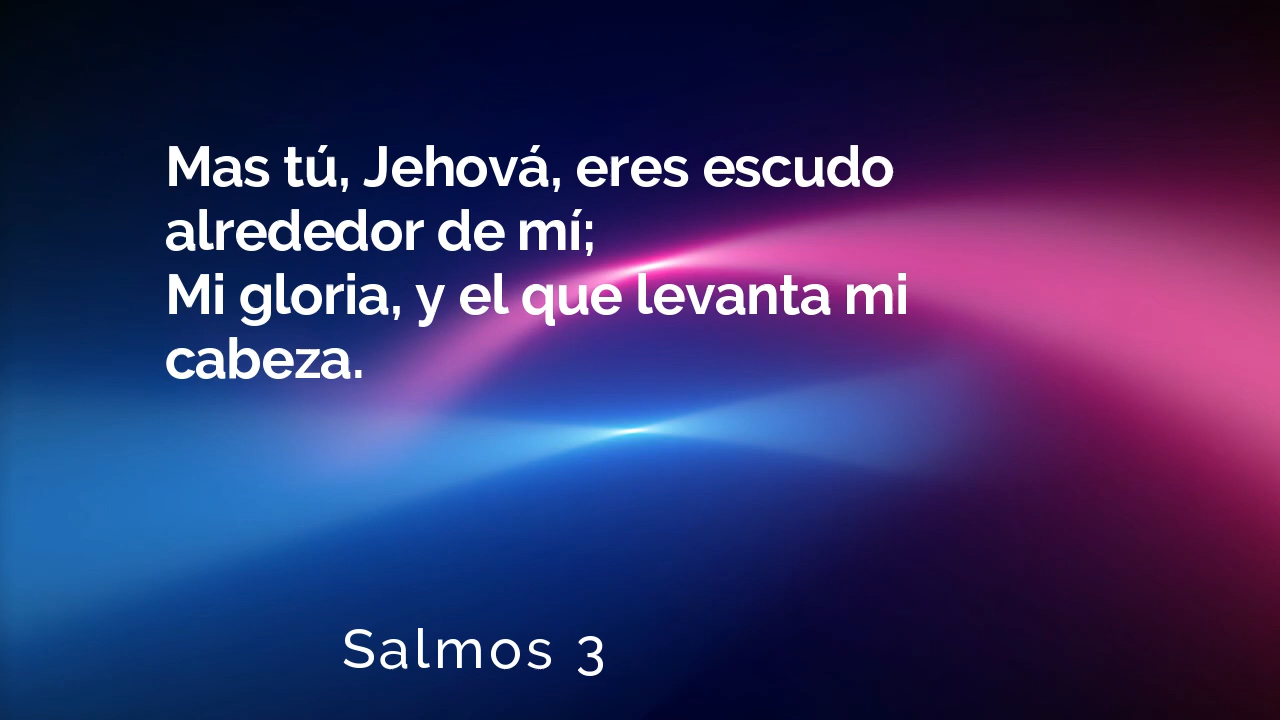 Mas tú, Jehová, eres escudo
alrededor de mí;
Mi gloria, y el que levanta mi
cabeza.
Salmos 3